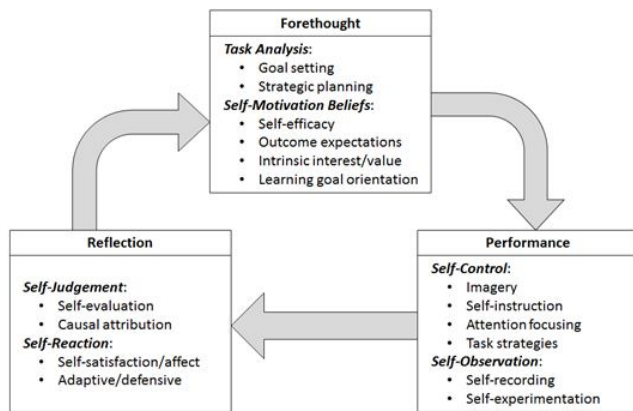 Forethought
Task Analysis:
• Goal setting
• Strategic planning
Self-Motivation Beliefs:
• Self-efficacy
• Outcome expectations
• Intrinsic interest/value
• Learning goal orientation
Performance
Self-Control:
• Imagery
• Self-instruction
• Attention focusing
• Task strategies
Self-Observation:
• Self-recording
• Self-experimentation
Reflection
Self-Judgement:
• Self-evaluation
• Causal attribution
Self-Reaction:
• Self-satisfaction/affect
• Adaptive/defensive